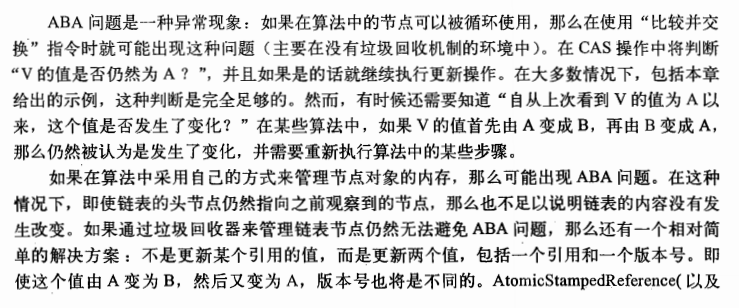 ABA 问题是一种异常现象：如果在算法中的节点可以被循环使用，那么在使用“比较并交
换”指令时就可能出现这种问题（主要在没有垃圾回收机制的环境中）。在 CAS 操作中将判断
“V 的值是否仍然为 A？”，并且如果是的话就继续执行更新操作。在大多数情况下，包括本章
给出的示例，这种判断是完全足够的。然而，有时候还需要知道“自从上次看到 V 的值为 A 以
来，这个值是否发生了变化？”在某些算法中，如果 V 的值首先由 A 变成 B，再由 B 变成 A，
那么仍然被认为是发生了变化，并需要重新执行算法中的某些步骤。
如果在算法中采用自己的方式来管理节点对象的内存，那么可能出现 ABA 问题。在这种
情况下，即使链表的头节点仍然指向之前观察到的节点，那么也不足以说明链表的内容没有发
生改变。如果通过垃圾回收器来管理链表节点仍然无法避免 ABA 问题，那么还有一个相对简
单的解决方案：不是更新某个引用的值，而是更新两个值，包括一个引用和一个版本号。即
使这个值由 A 变为 B，然后又变为 A，版本号也将是不同的。AtomicStampedReference( 以及